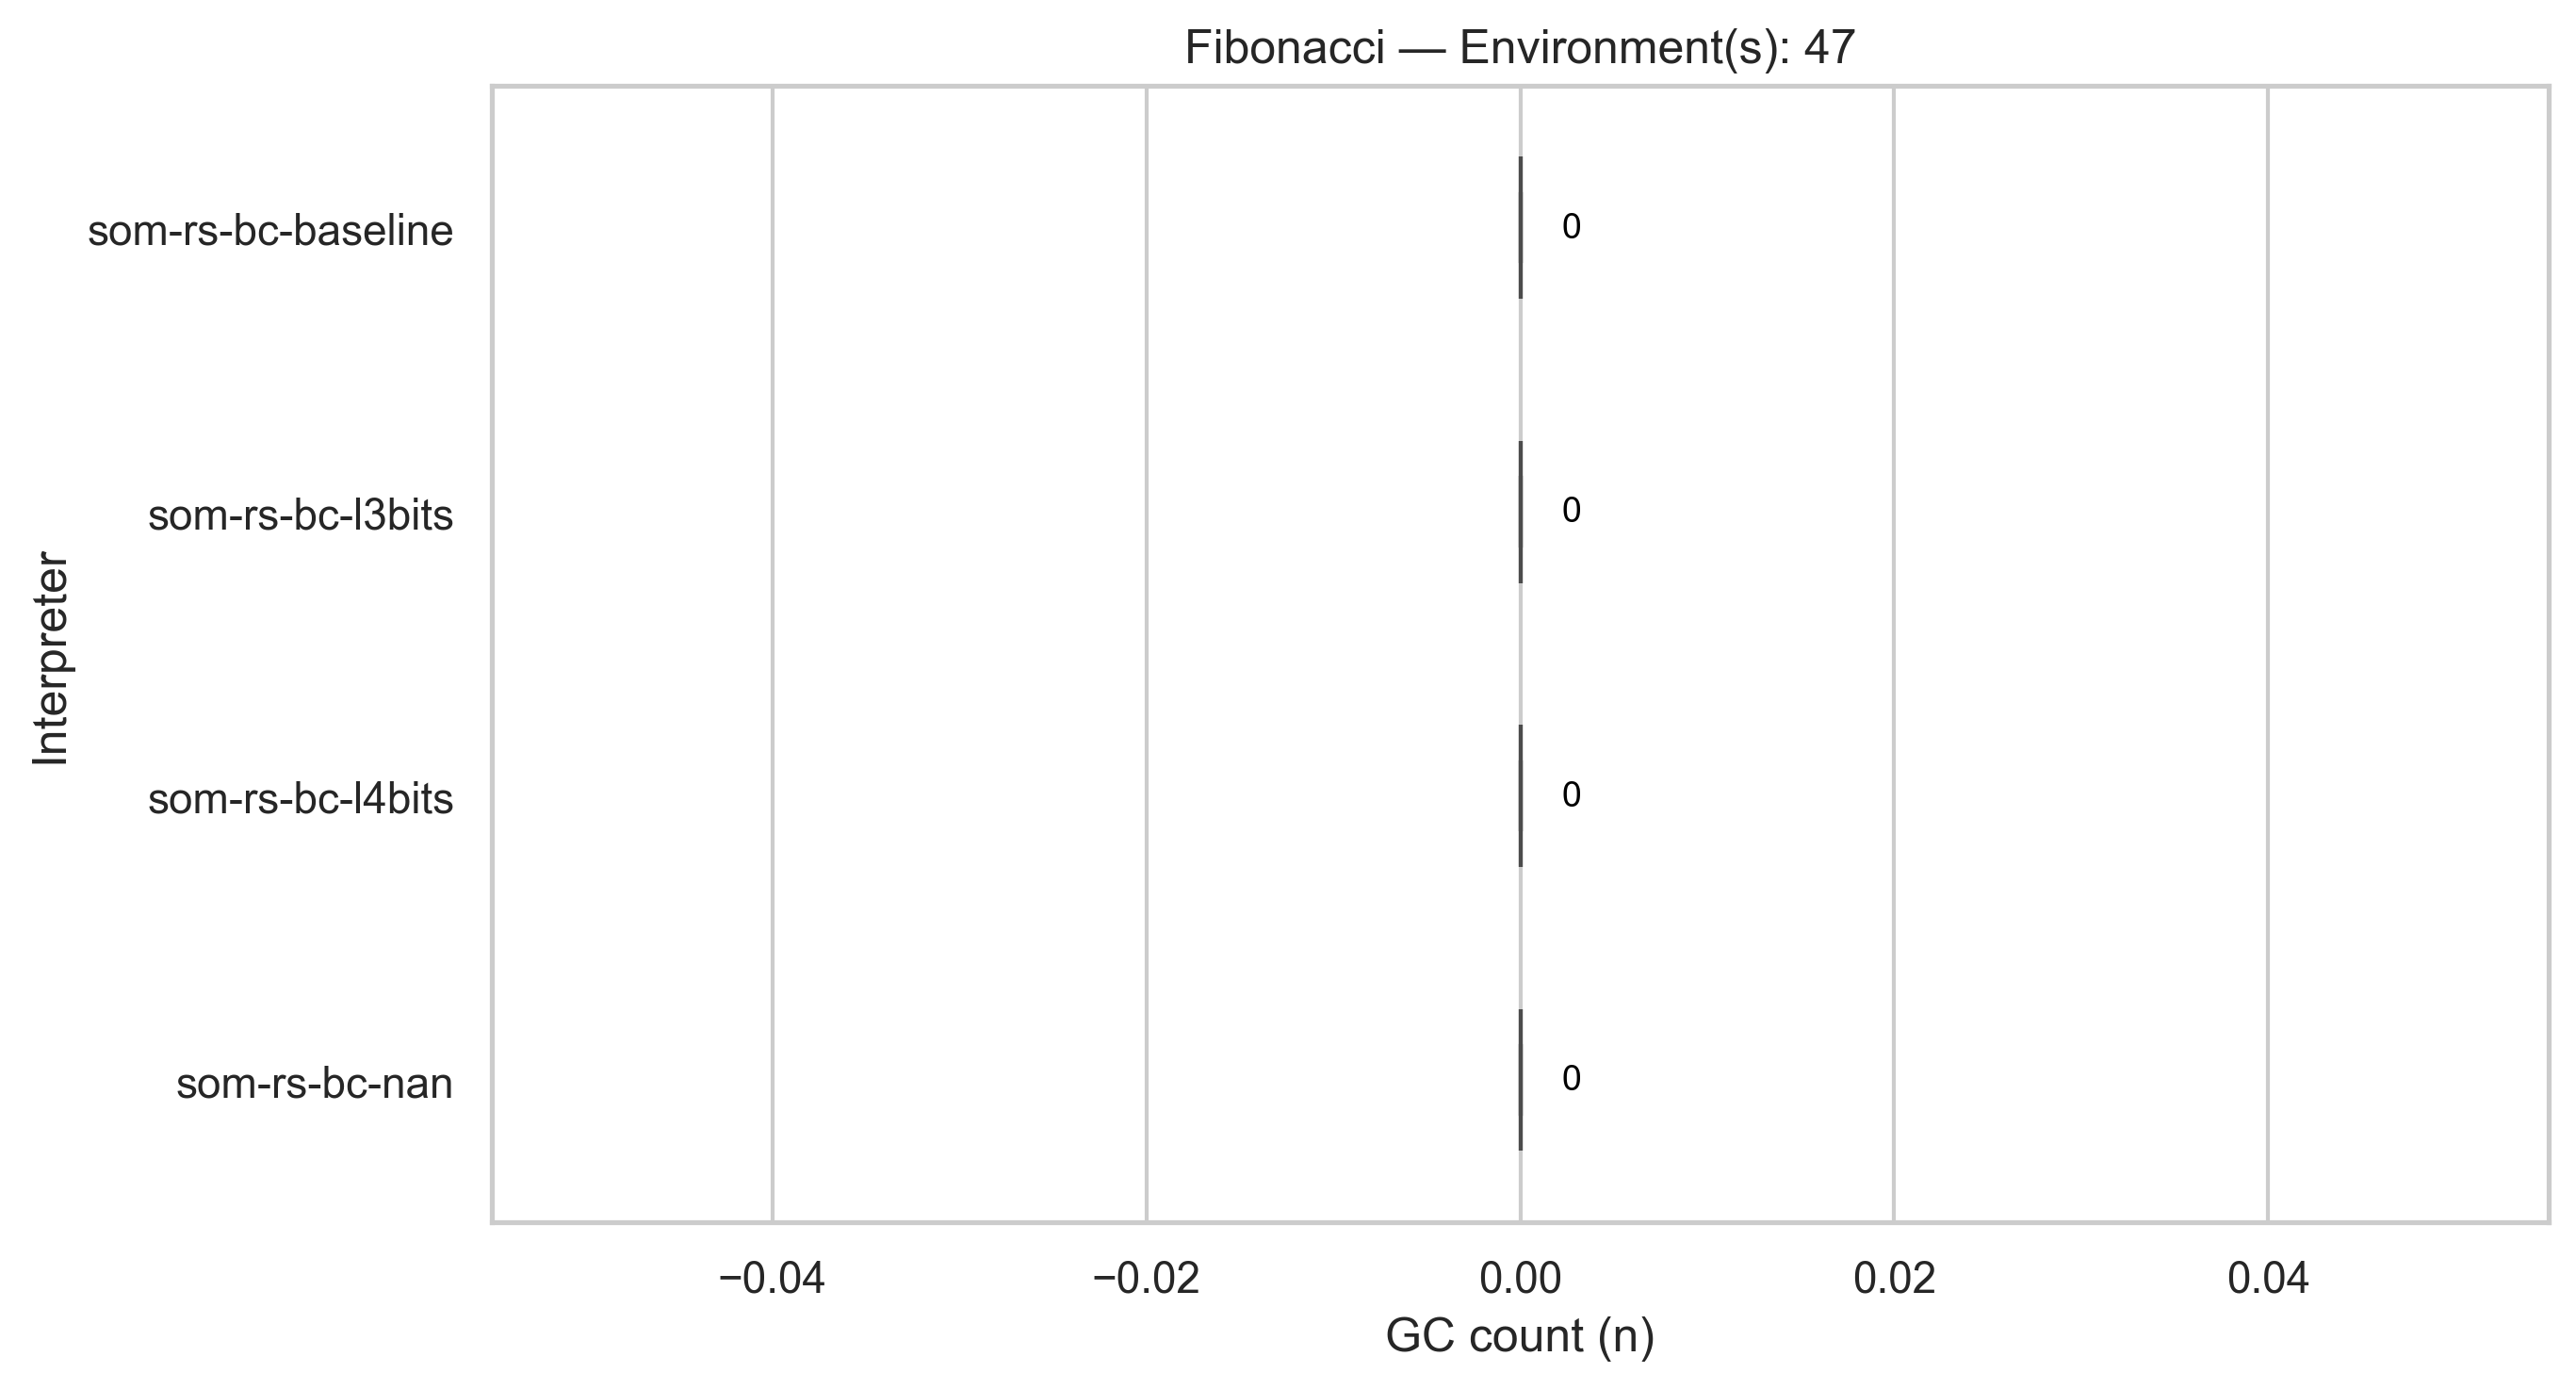 Fibonacci — Environment(s): 47
som-rs-bc-baseline
0
som-rs-bc-l3bits
0
Interpreter
som-rs-bc-l4bits
0
som-rs-bc-nan
0
−0.04
−0.02
0.00
0.02
0.04
GC count (n)